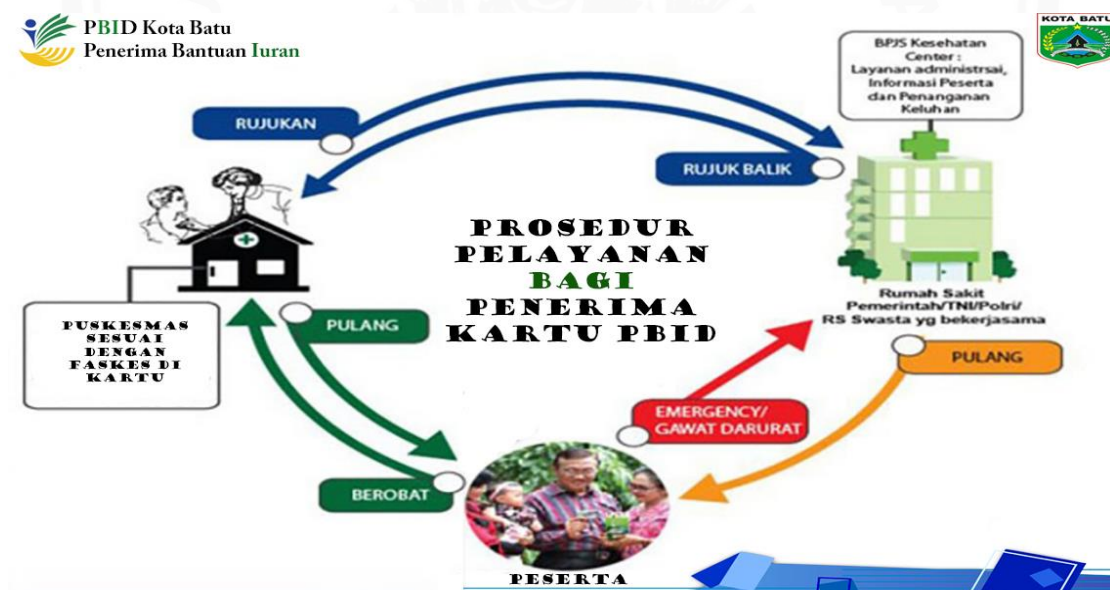 PBID Kota Batu
Penerima Bantuan Iuran
KOTA BATU
BPJS Kesehatan
Center :
Layanan administrsai,
Informasi Peserta
dan Penanganan
Keluhan
RUJUKAN
RUJUK BALIK
PROSEDUR
PELAYANAN
BAGI
PENERIMA
KARTU PBID
Rumah Sakit
Pemerintah/TNI/Polri/
RS Swasta yg bekerjasama
PUSKESMAS
SESUAI
DENGAN
FASKES DI
KARTU
PULANG
PULANG
EMERGENCY/
GAWAT DARURAT
BEROBAT
PESERTA